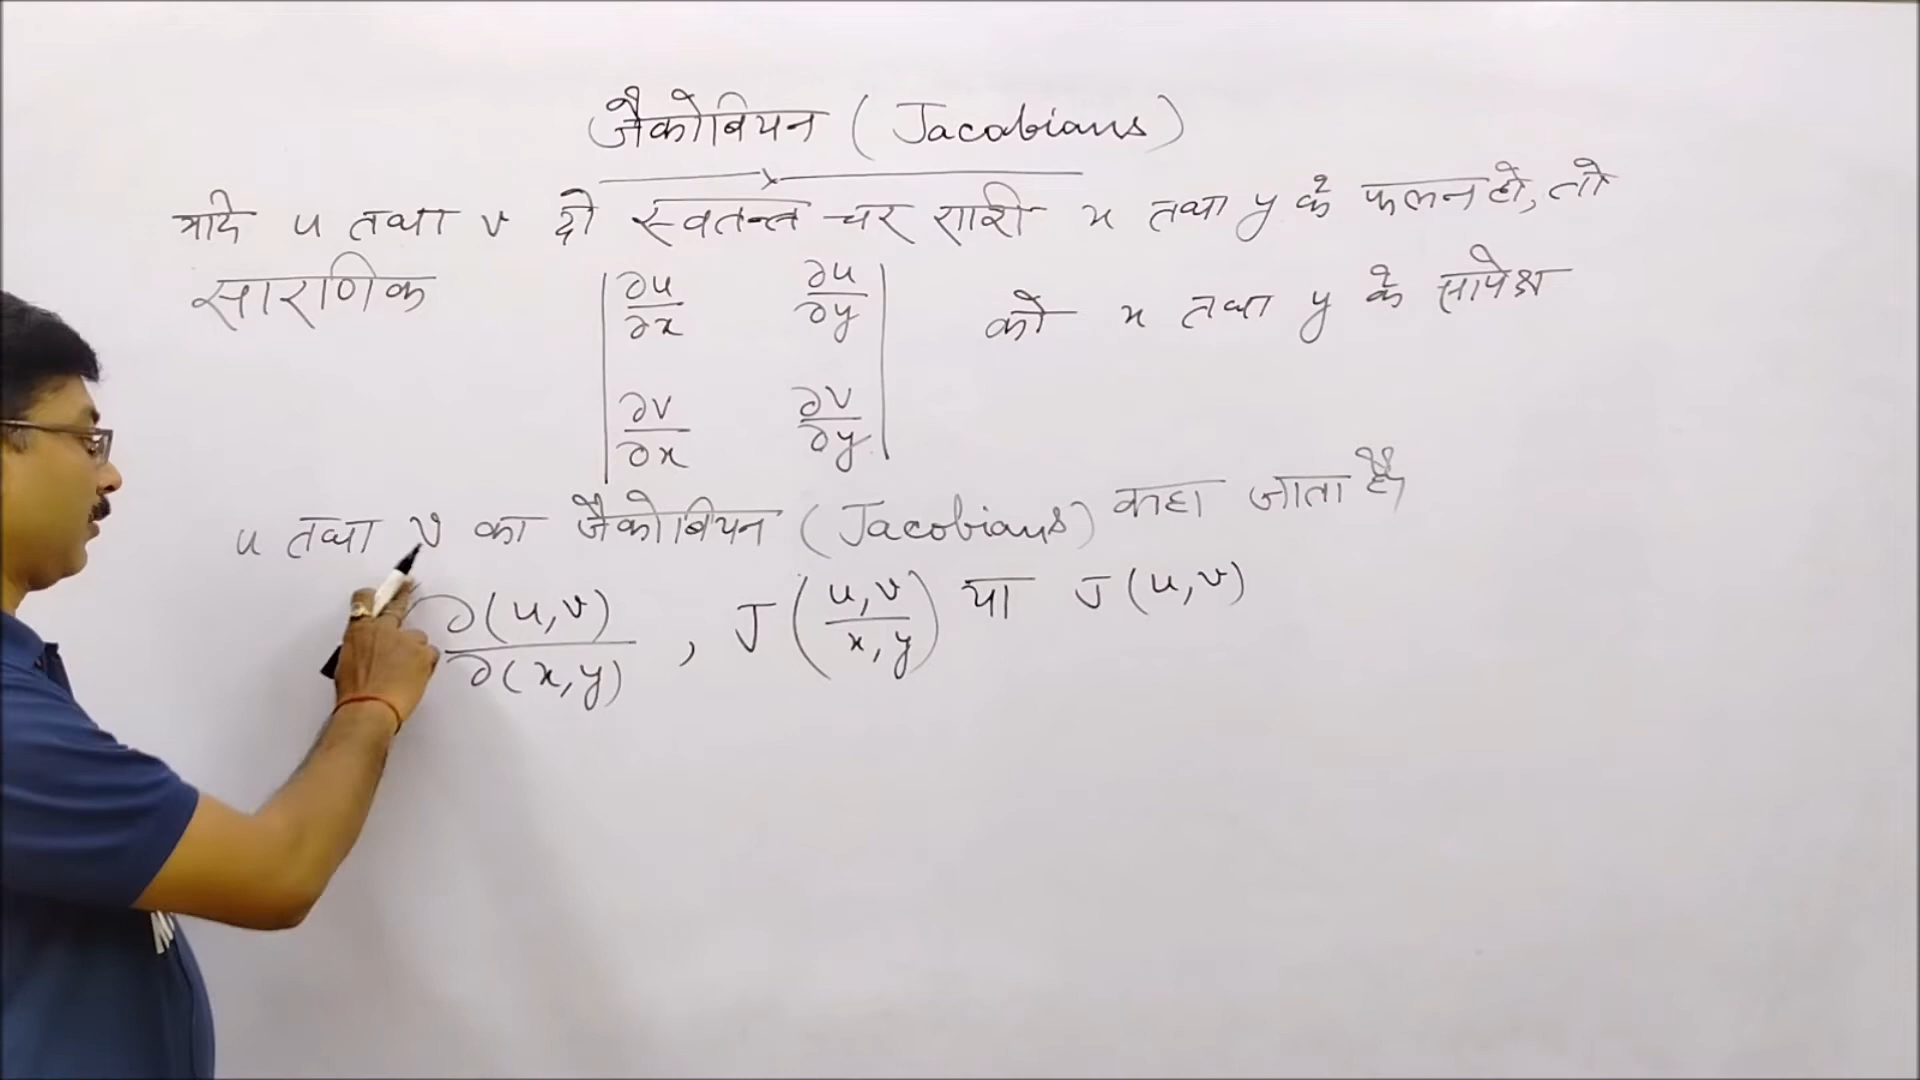 जैकोबियन ( Jacobians )
यदि u तथा v दो स्वतन्त्र चर राशी x तथा y के फलन हो, तो
सारणिक | ∂u/∂x ∂u/∂y | को x तथा y के सापेक्ष
| ∂v/∂x ∂v/∂y |
u तथा v का जैकोबियन ( Jacobians ) कहा जाता है,
∂(u,v)/∂(x,y) , J(u,v/x,y) या J(u,v)